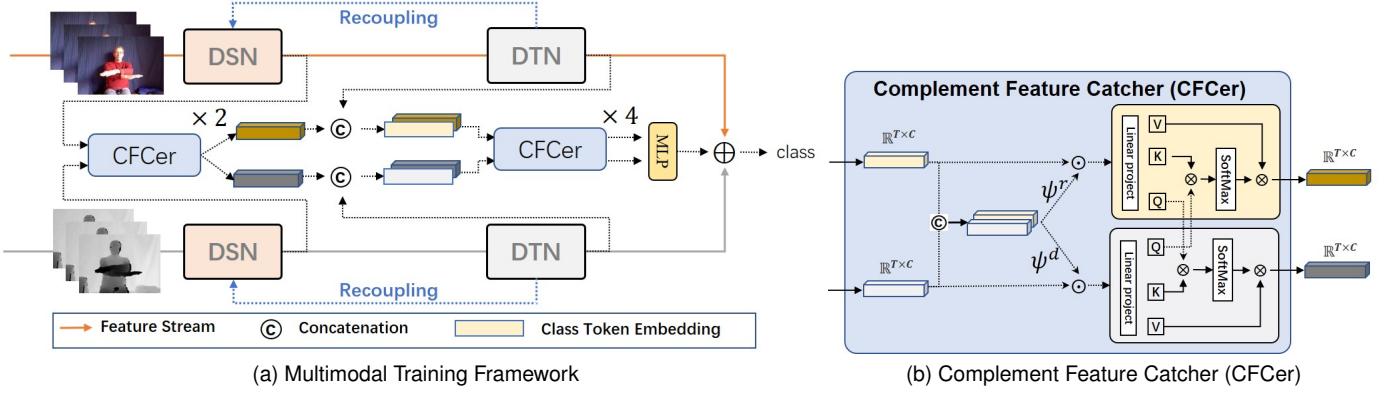 Recoupling
DSN
DTN
× 2
CFCer
C
C
CFCer
× 4
MLP
⊕ class
DSN
DTN
Recoupling
Feature Stream
C Concatenation
Class Token Embedding
(a) Multimodal Training Framework
Complement Feature Catcher (CFCer)
ℝ^{T×C}
ℝ^{T×C}
C
ψ^r
ψ^d
Linear project
V
K
Q
SoftMax
ℝ^{T×C}
Linear project
Q
K
V
SoftMax
ℝ^{T×C}
(b) Complement Feature Catcher (CFCer)